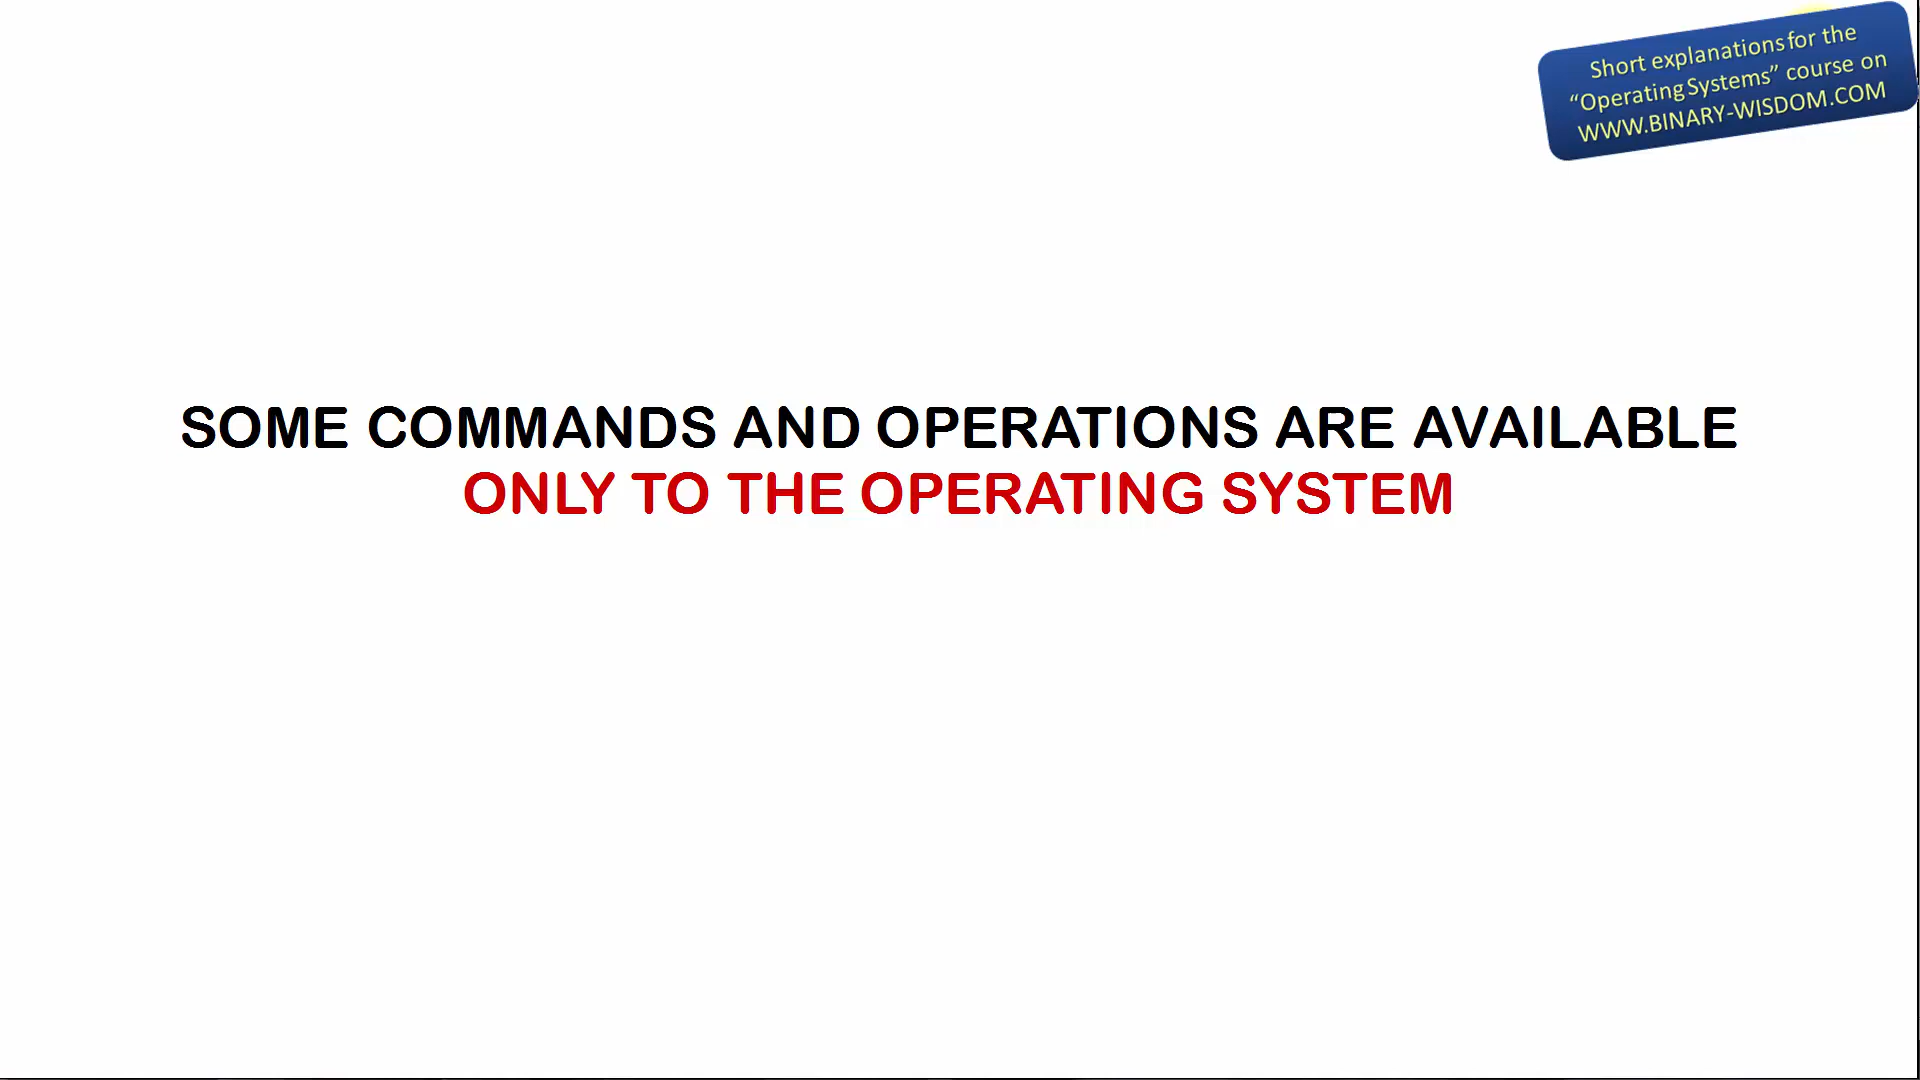 Short explanations for the
“Operating Systems” course on
WWW.BINARY-WISDOM.COM
SOME COMMANDS AND OPERATIONS ARE AVAILABLE
ONLY TO THE OPERATING SYSTEM